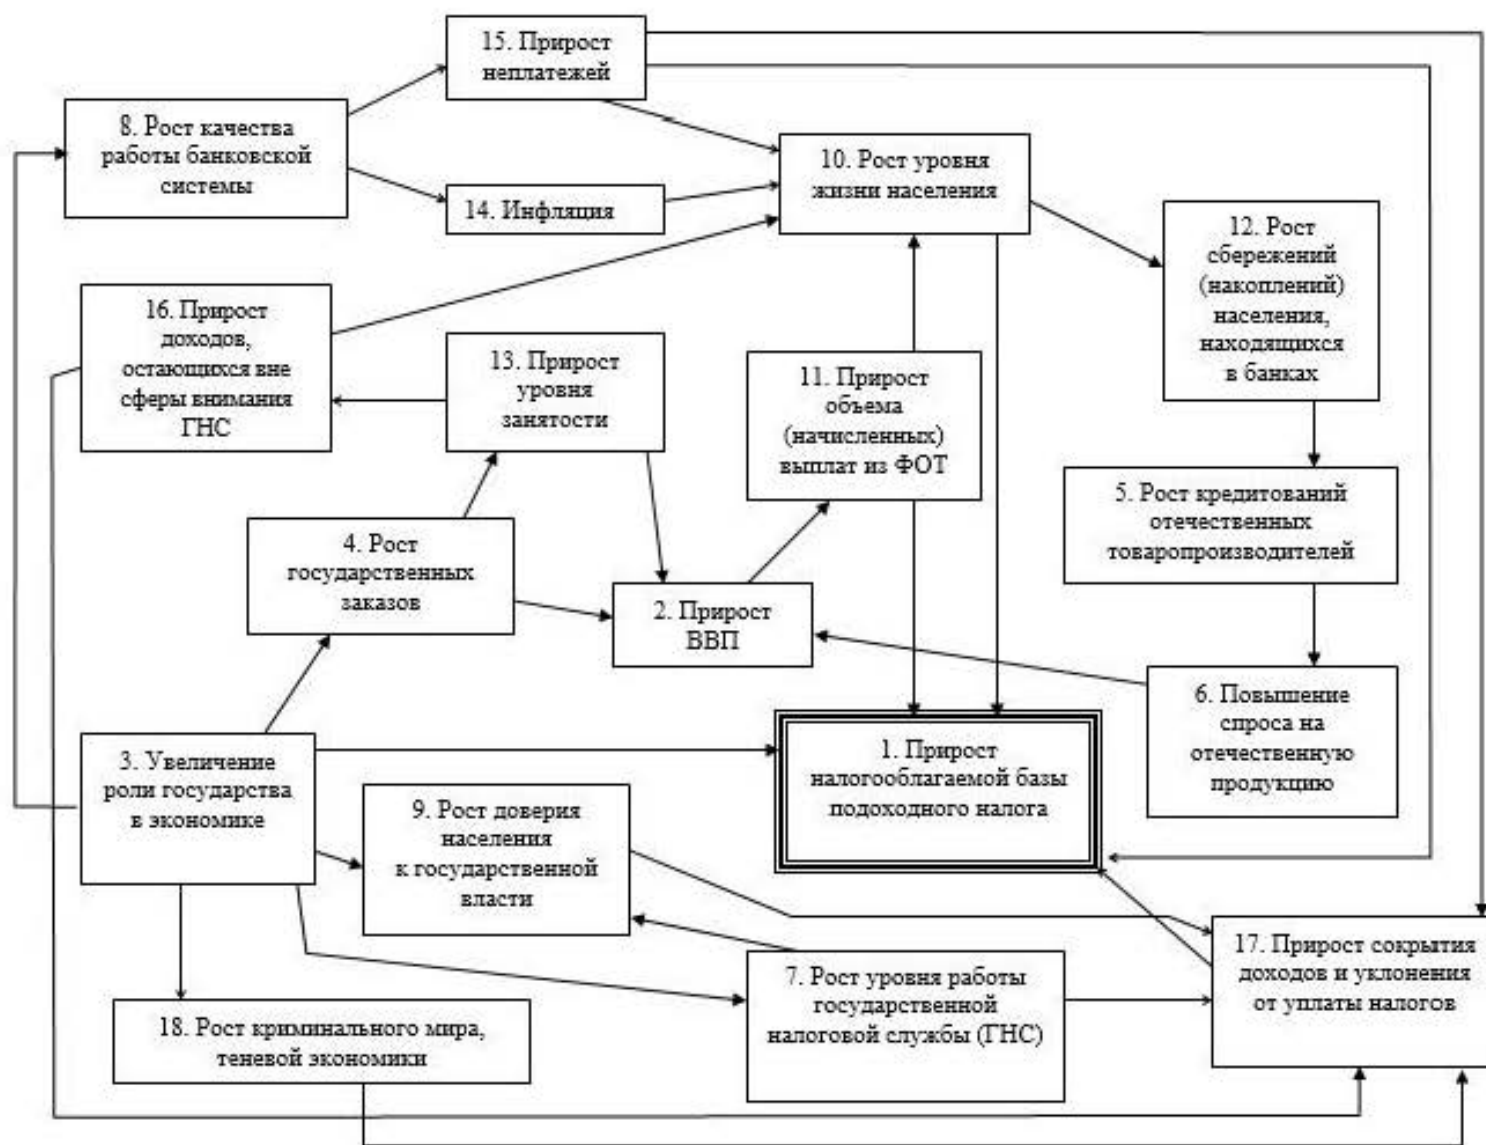 15. Прирост
неплатежей
8. Рост качества
работы банковской
системы
10. Рост уровня
жизни населения
14. Инфляция
12. Рост
сбережений
(накоплений)
населения,
находящихся
в банках
16. Прирост
доходов,
остающихся вне
сферы внимания
ГНС
13. Прирост
уровня
занятости
11. Прирост
объема
(начисленных)
выплат из ФОТ
5. Рост кредитований
отечественных
товаропроизводителей
4. Рост
государственных
заказов
2. Прирост
ВВП
6. Повышение
спроса на
отечественную
продукцию
3. Увеличение
роли государства
в экономике
1. Прирост
налогооблагаемой базы
подоходного налога
9. Рост доверия
населения
к государственной
власти
17. Прирост сокрытия
доходов и уклонения
от уплаты налогов
7. Рост уровня работы
государственной
налоговой службы (ГНС)
18. Рост криминального мира,
теневой экономики